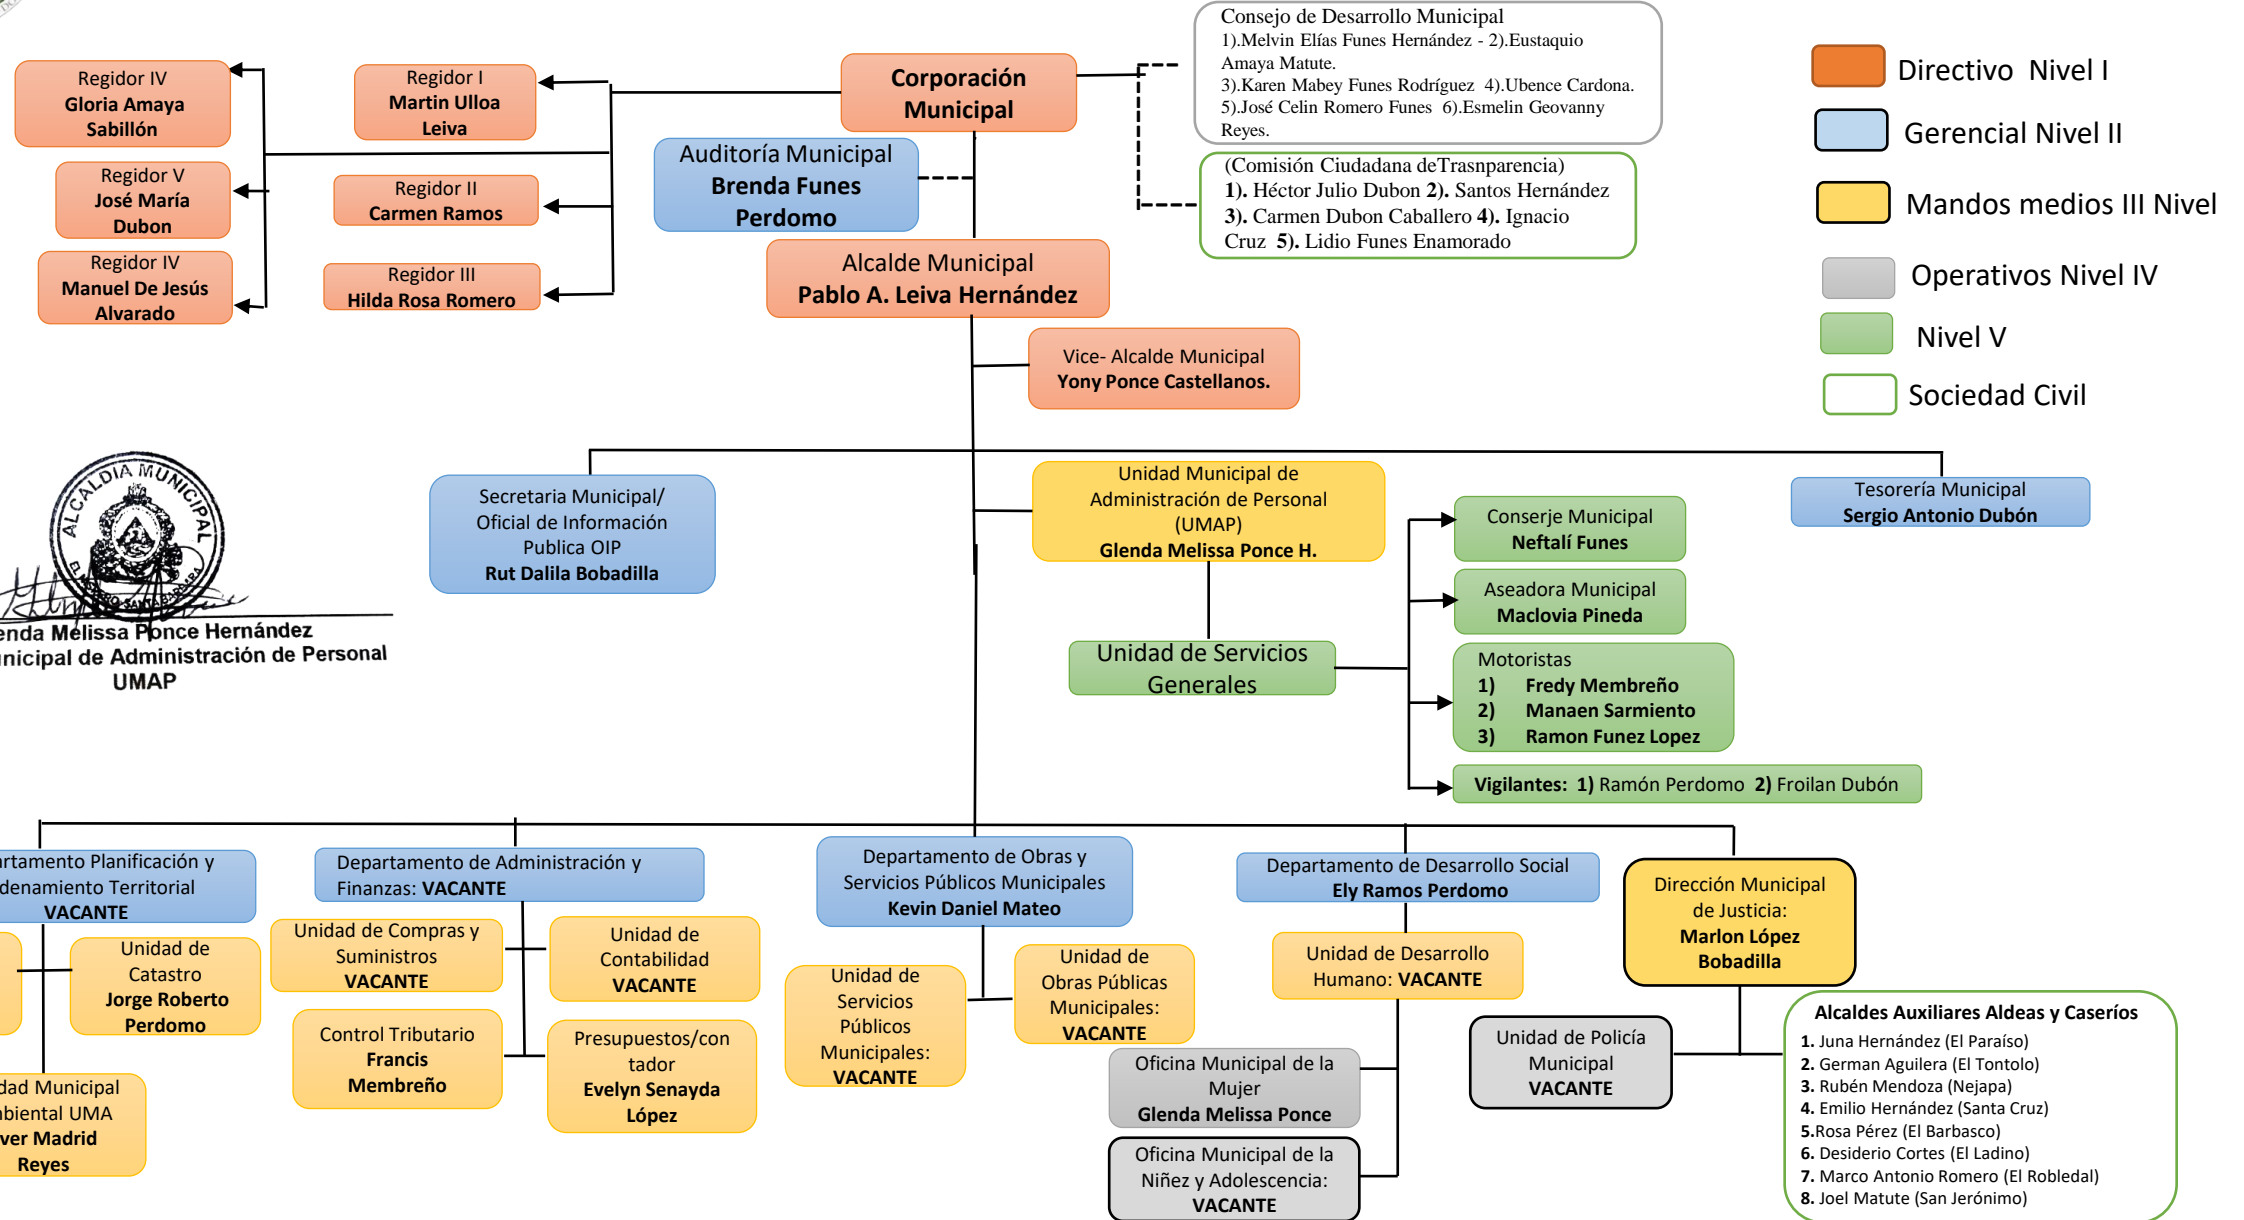 Consejo de Desarrollo Municipal
1).Melvin Elías Funes Hernández - 2).Eustaquio
Amaya Matute.
3).Karen Mabey Funes Rodríguez 4).Ubence Cardona.
5).José Celin Romero Funes 6).Esmelin Geovanny
Reyes.
(Comisión Ciudadana deTrasnparencia)
1). Héctor Julio Dubon 2). Santos Hernández
3). Carmen Dubon Caballero 4). Ignacio
Cruz 5). Lidio Funes Enamorado
Directivo Nivel I
Gerencial Nivel II
Mandos medios III Nivel
Operativos Nivel IV
Nivel V
Sociedad Civil
Corporación
Municipal
Regidor IV
Gloria Amaya
Sabillón
Regidor I
Martin Ulloa
Leiva
Regidor V
José María
Dubon
Regidor II
Carmen Ramos
Regidor IV
Manuel De Jesús
Alvarado
Regidor III
Hilda Rosa Romero
Auditoría Municipal
Brenda Funes
Perdomo
Alcalde Municipal
Pablo A. Leiva Hernández
Vice- Alcalde Municipal
Yony Ponce Castellanos.
Secretaria Municipal/
Oficial de Información
Publica OIP
Rut Dalila Bobadilla
Unidad Municipal de
Administración de Personal
(UMAP)
Glenda Melissa Ponce H.
Tesorería Municipal
Sergio Antonio Dubón
Conserje Municipal
Neftalí Funes
Aseadora Municipal
Maclovia Pineda
Unidad de Servicios
Generales
Motoristas
1) Fredy Membreño
2) Manaen Sarmiento
3) Ramon Funez Lopez
Vigilantes: 1) Ramón Perdomo 2) Froilan Dubón
ALCALDIA MUNICIPAL
SANTA BARBARA
enda Melissa Ponce Hernández
unicipal de Administración de Personal
UMAP
artamento Planificación y
denamiento Territorial
VACANTE
Unidad de
Catastro
Jorge Roberto
Perdomo
dad Municipal
mbiental UMA
ver Madrid
Reyes
Departamento de Administración y
Finanzas: VACANTE
Unidad de Compras y
Suministros
VACANTE
Unidad de
Contabilidad
VACANTE
Control Tributario
Francis
Membreño
Presupuestos/con
tador
Evelyn Senayda
López
Departamento de Obras y
Servicios Públicos Municipales
Kevin Daniel Mateo
Unidad de
Servicios
Públicos
Municipales:
VACANTE
Unidad de
Obras Públicas
Municipales:
VACANTE
Departamento de Desarrollo Social
Ely Ramos Perdomo
Unidad de Desarrollo
Humano: VACANTE
Oficina Municipal de la
Mujer
Glenda Melissa Ponce
Oficina Municipal de la
Niñez y Adolescencia:
VACANTE
Dirección Municipal
de Justicia:
Marlon López
Bobadilla
Unidad de Policía
Municipal
VACANTE
Alcaldes Auxiliares Aldeas y Caseríos
1. Juna Hernández (El Paraíso)
2. German Aguilera (El Tontolo)
3. Rubén Mendoza (Nejapa)
4. Emilio Hernández (Santa Cruz)
5.Rosa Pérez (El Barbasco)
6. Desiderio Cortes (El Ladino)
7. Marco Antonio Romero (El Robledal)
8. Joel Matute (San Jerónimo)